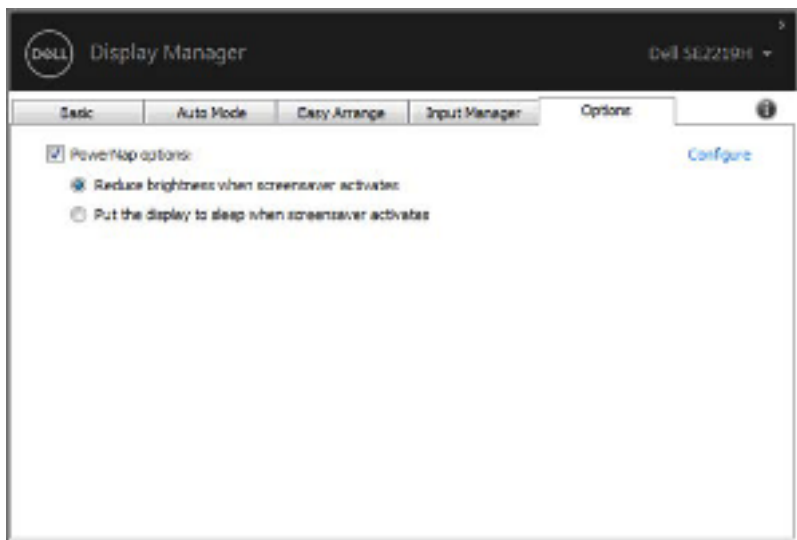 DELL Display Manager
Dell SE2219H
Basic Auto Mode Easy Arrange Input Manager Options
PowerNap options: Configure
Reduce brightness when screensaver activates
Put the display to sleep when screensaver activates